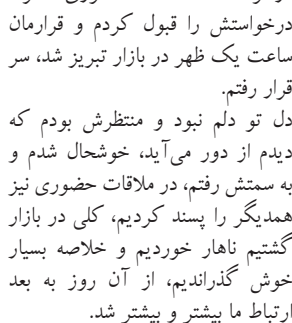 درخواستش را قبول کردم و قرارمان
ساعت یک ظهر در بازار تبریز شد، سر
قرار رفتم.
دل تو دلم نبود و منتظرش بودم که
دیدم از دور می‌آید، خوشحال شدم و
به سمتش رفتم، در ملاقات حضوری نیز
همدیگر را پسند کردیم، کلی در بازار
گشتیم ناهار خوردیم و خلاصه بسیار
خوش گذراندیم، از آن روز به بعد
ارتباط ما بیشتر و بیشتر شد.